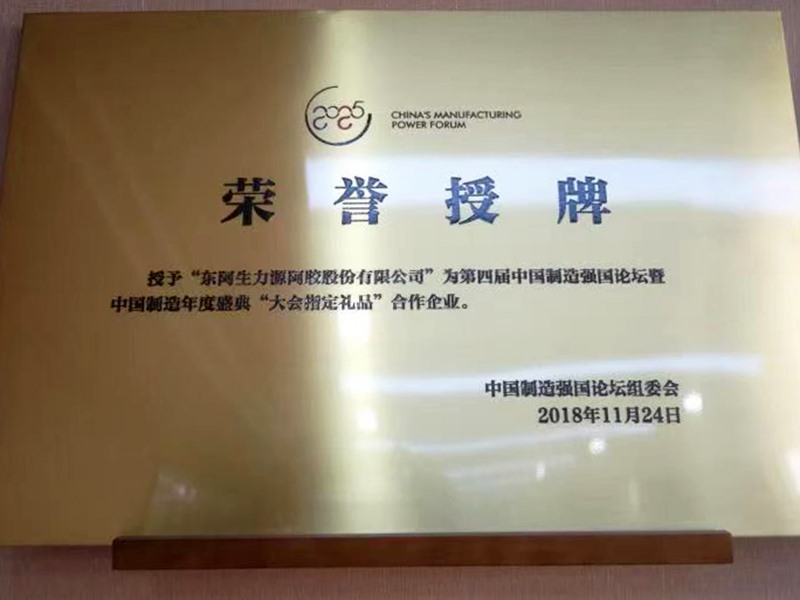 2025
CHINA'S MANUFACTURING
POWER FORUM
荣誉授牌
授予“东阿生力源阿胶股份有限公司”为第四届中国制造强国论坛暨
中国制造年度盛典“大会指定礼品”合作企业。
中国制造强国论坛组委会
2018年11月24日